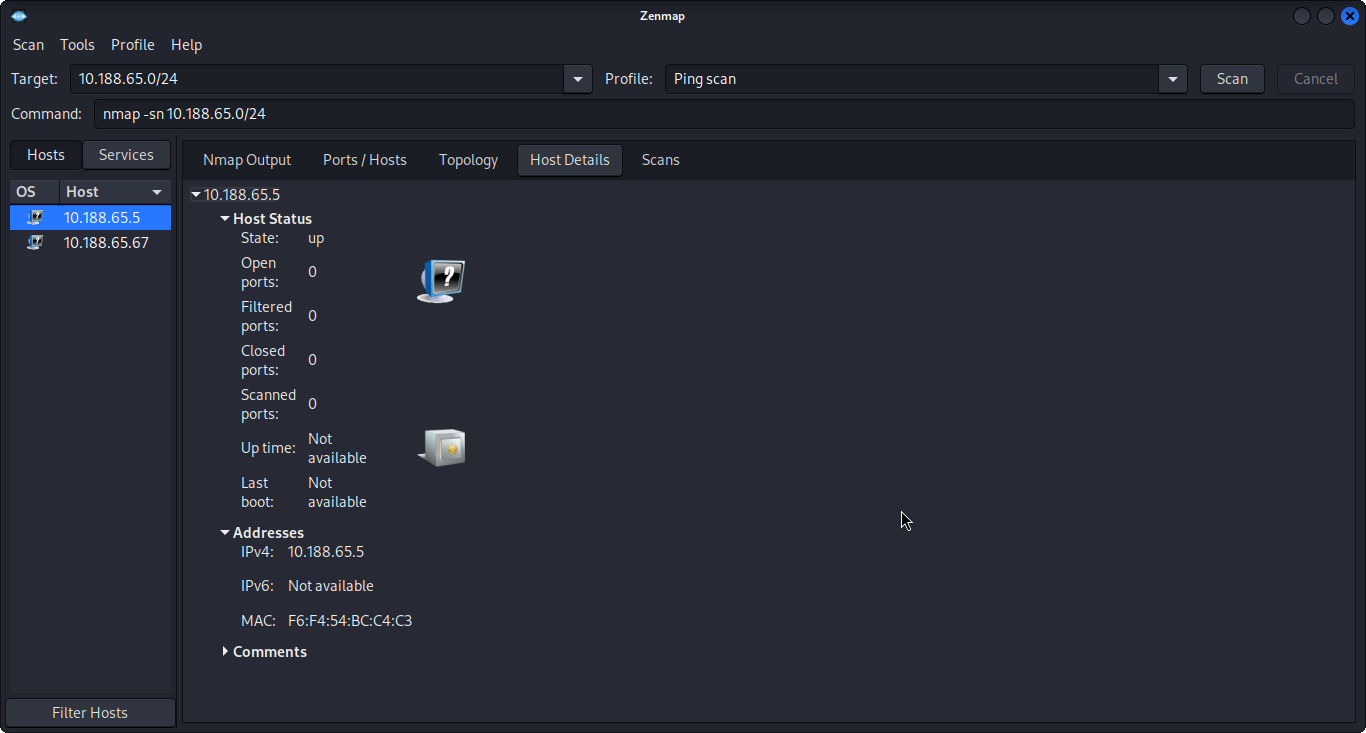 Zenmap
Scan Tools Profile Help
Target: 10.188.65.0/24 Profile: Ping scan Scan Cancel
Command: nmap -sn 10.188.65.0/24
Hosts Services
Nmap Output Ports / Hosts Topology Host Details Scans
OS Host
10.188.65.5
10.188.65.67
10.188.65.5
Host Status
State: up
Open
ports: 0
Filtered
ports: 0
Closed
ports: 0
Scanned
ports: 0
Up time: Not
available
Last
boot: Not
available
?
Addresses
IPv4: 10.188.65.5
IPv6: Not available
MAC: F6:F4:54:BC:C4:C3
Comments
Filter Hosts